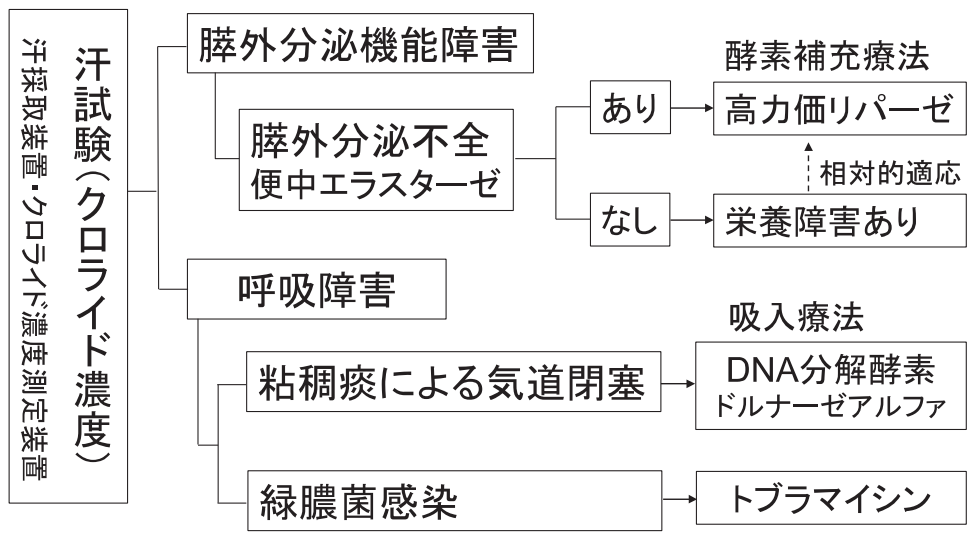 汗試験(クロライド濃度)
汗採取装置・クロライド濃度測定装置
膵外分泌機能障害
膵外分泌不全
便中エラスターゼ
あり
酵素補充療法
高力価リパーゼ
相対的適応
なし
栄養障害あり
呼吸障害
吸入療法
粘稠痰による気道閉塞
DNA分解酵素
ドルナーゼアルファ
緑膿菌感染
トブラマイシン